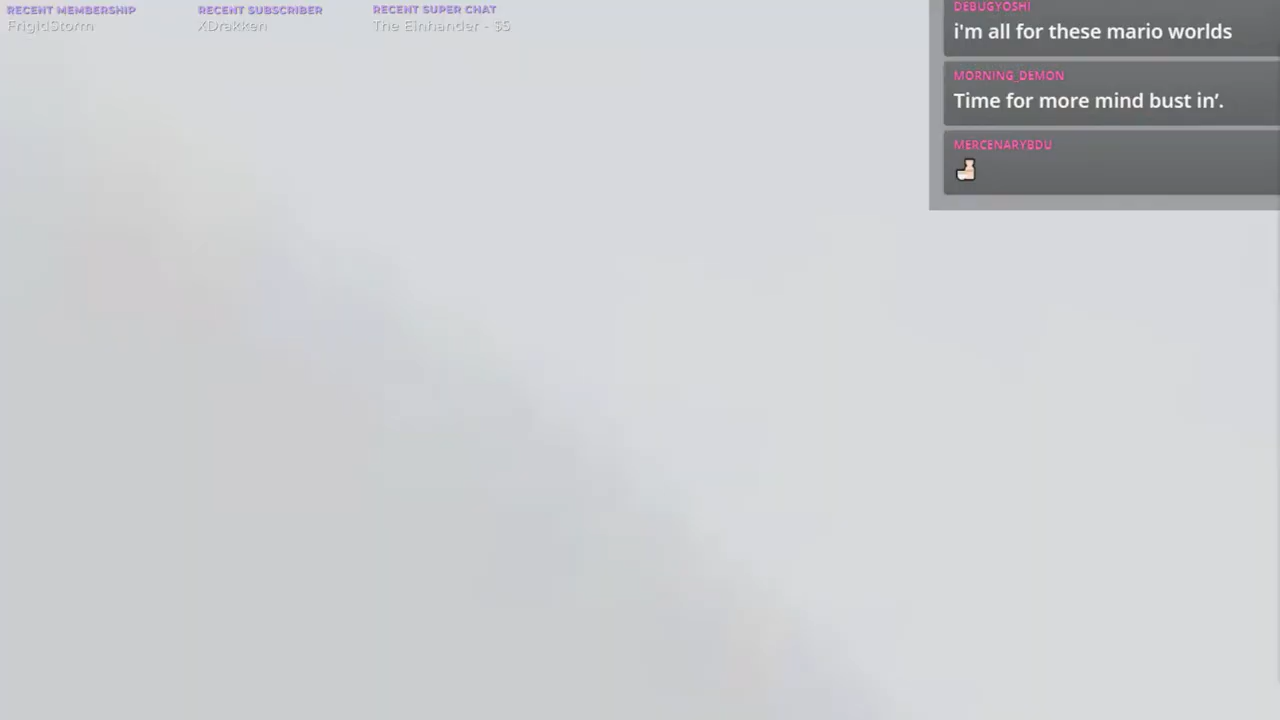 RECENT MEMBERSHIP
FrigidStorm
RECENT SUBSCRIBER
XDrakken
RECENT SUPER CHAT
The Einhander - $5
DEBUGYOSHI
i'm all for these mario worlds
MORNING_DEMON
Time for more mind bust in’.
MERCENARYBDU